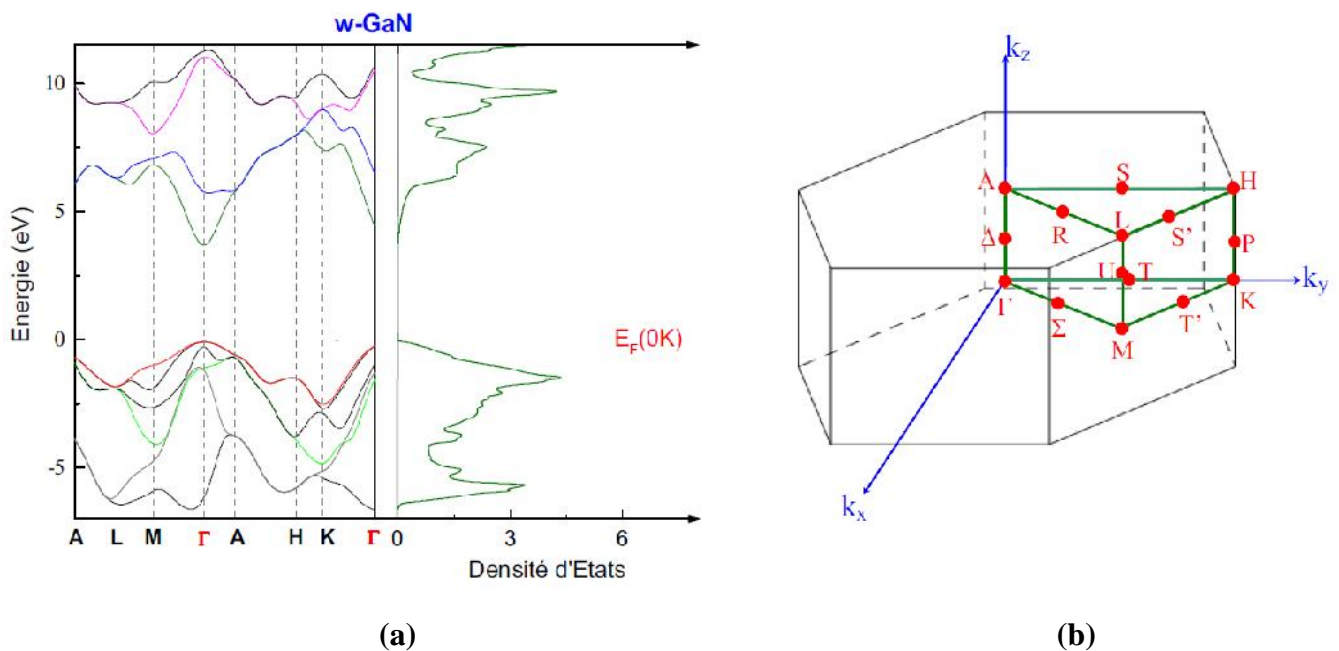 w-GaN
Energie (eV)
10
5
0
-5
E_F(0K)
A L M Γ A H K Γ 0 3 6
Densité d'Etats
(a)
k_z
A S H
R L S'
Δ P
U T
Γ K k_y
Σ T'
M
k_x
(b)